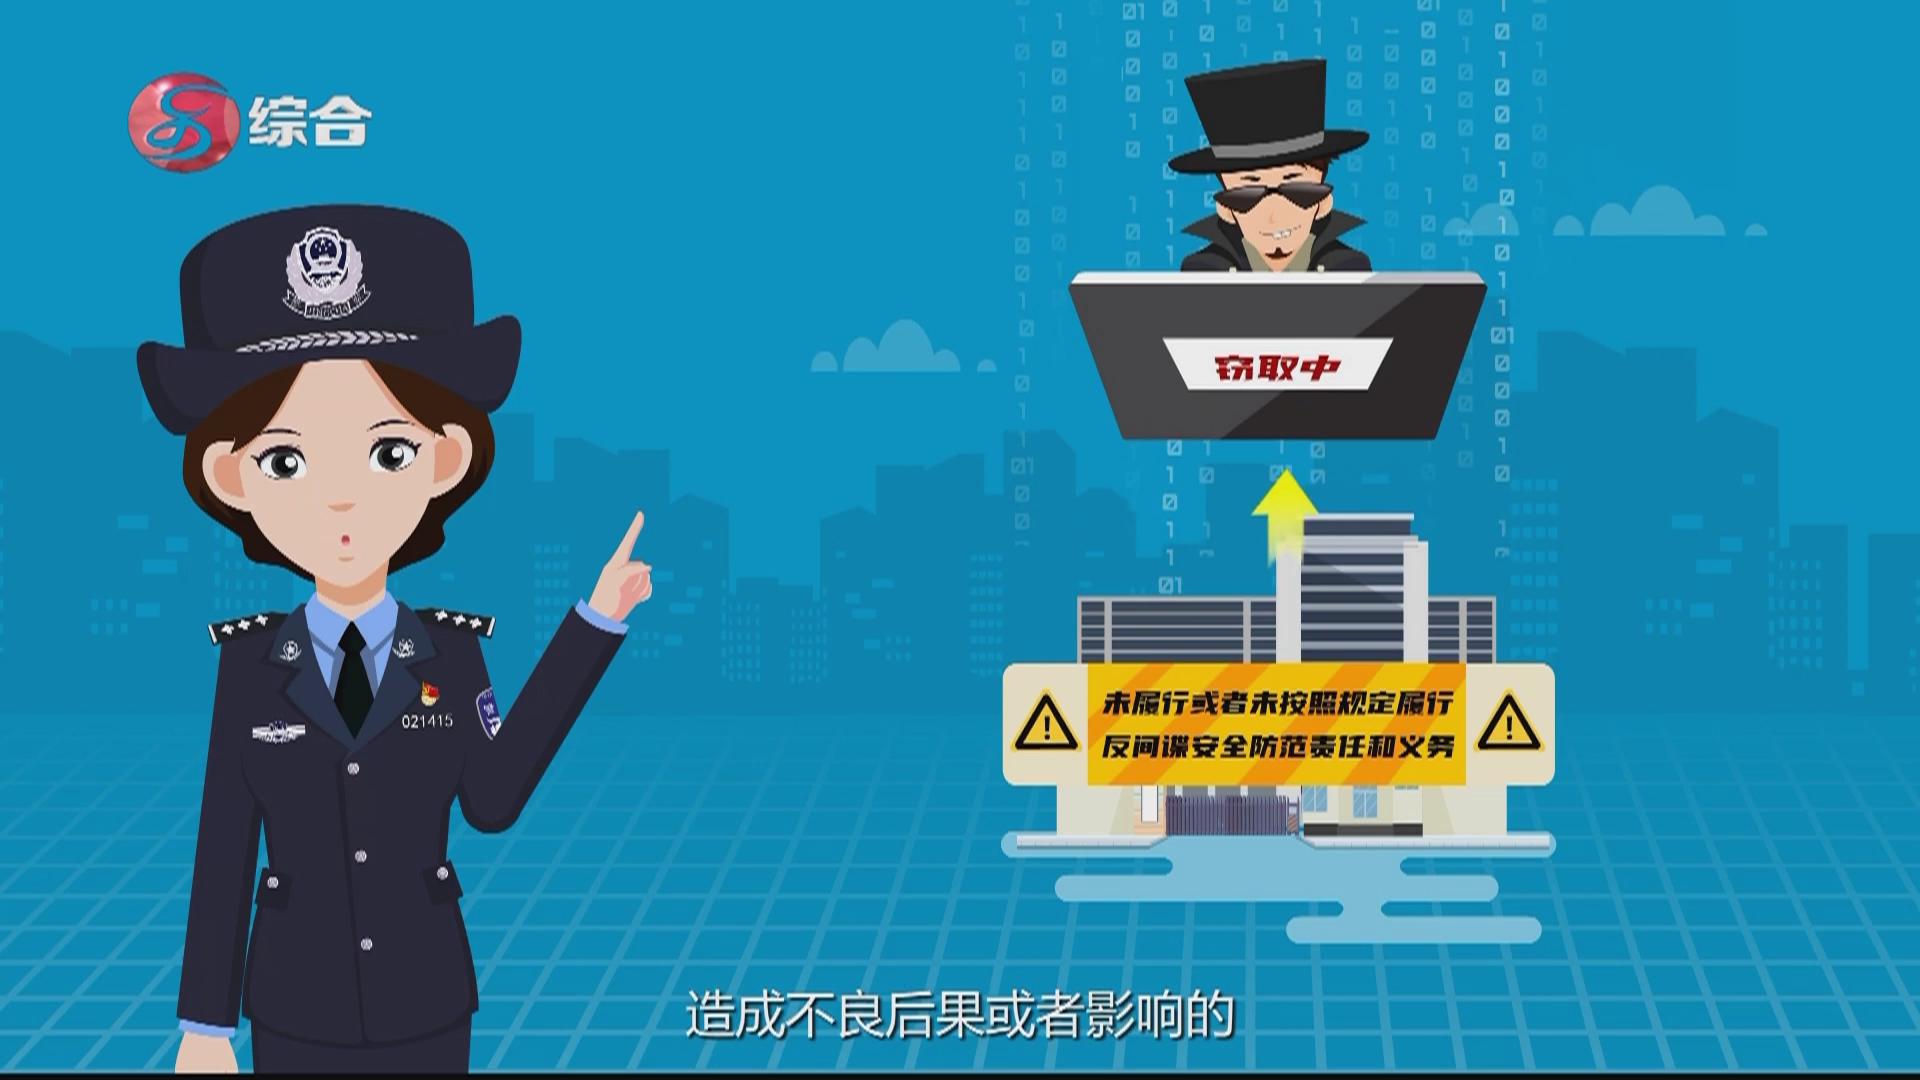 综合
窃取中
未履行或者未按照规定履行
反间谍安全防范责任和义务
021415
造成不良后果或者影响的